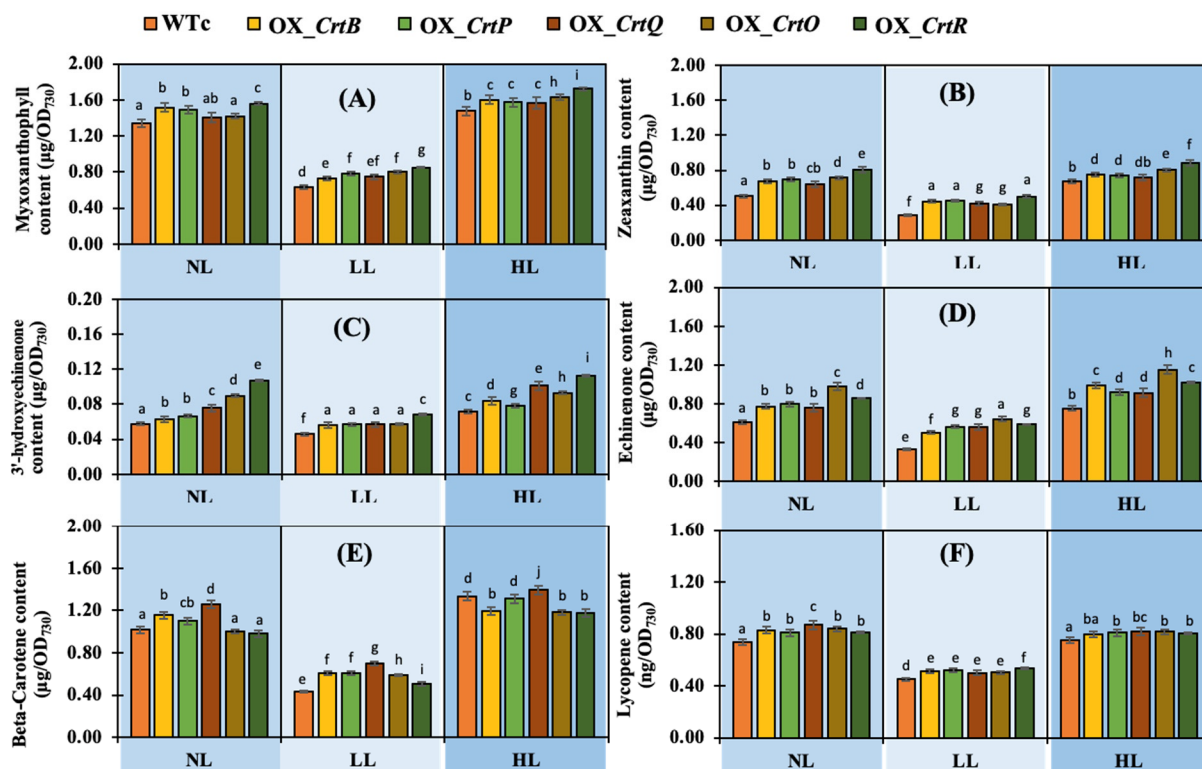 WTc OX_CrtB OX_CrtP OX_CrtQ OX_CrtO OX_CrtR
Myxoxanthophyll
content (µg/OD730)
2.00
1.60
1.20
0.80
0.40
0.00
(A)
a b b ab a c
d e f ef f g
b c c c h i
NL LL HL
Zeaxanthin content
(µg/OD730)
2.00
1.60
1.20
0.80
0.40
0.00
(B)
a b b cb d e
f a a g g a
b d d db e f
NL LL HL
3'-hydroxyechinenone
content (µg/OD730)
0.20
0.16
0.12
0.08
0.04
0.00
(C)
a b b c d e
f a a a a c
c d g e h i
NL LL HL
Echinenone content
(µg/OD730)
2.00
1.60
1.20
0.80
0.40
0.00
(D)
a b b b c d
e f g g a g
b c b b h c
NL LL HL
Beta-Carotene content
(µg/OD730)
2.00
1.60
1.20
0.80
0.40
0.00
(E)
a b cb d a a
e f f g h i
d b d j b b
NL LL HL
Lycopene content
(ng/OD730)
1.60
1.20
0.80
0.40
0.00
(F)
a b b c b b
d e e e e f
a ba b bc b b
NL LL HL